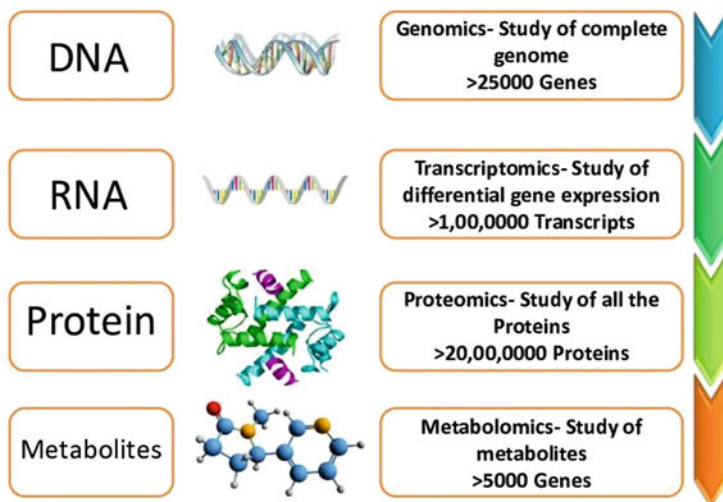 DNA
Genomics- Study of complete
genome
>25000 Genes
RNA
Transcriptomics- Study of
differential gene expression
>1,00,0000 Transcripts
Protein
Proteomics- Study of all the
Proteins
>20,00,0000 Proteins
Metabolites
Metabolomics- Study of
metabolites
>5000 Genes